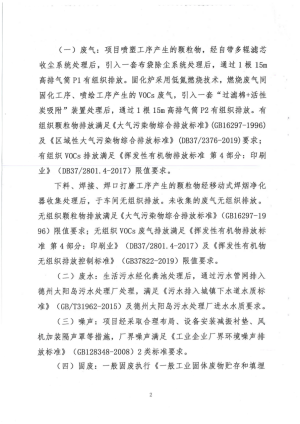 （一）废气：项目喷塑工序产生的颗粒物，经自带多辊滤芯
收尘系统处理后，引入一套布袋除尘系统处理后，通过1根15m
高排气筒P1有组织排放。固化炉采用低氮燃烧技术，燃烧废气同
固化工序、喷绘工序产生的VOCs废气，引入一套“过滤棉+活性
炭吸附”装置处理后，通过1根15m高排气筒P2有组织排放。有
组织颗粒物排放满足《大气污染物综合排放标准》(GB16297-1996)
及《区域性大气污染物综合排放标准》(DB37/2376-2019)要求；
有组织VOCs排放满足《挥发性有机物排放标准 第4部分：印刷
业》（DB37/2801.4-2017）限值要求。
下料、焊接、焊口打磨工序产生的颗粒物经移动式焊烟净化
器收集处理后，于车间无组织排放。未收集的废气无组织排放。
无组织颗粒物排放满足《大气污染物综合排放标准》(GB16297-19
96）限值要求；无组织VOCs废气排放满足《挥发性有机物排放标
准 第4部分：印刷业》（DB37/2801.4-2017）及《挥发性有机物
无组织排放控制标准》（GB37822-2019）限值要求。
（二）废水：生活污水经化粪池处理后，通过污水管网排入
德州大阳岛污水处理厂处理，满足《污水排入城镇下水道水质标
准》（GB/T31962-2015）及德州大阳岛污水处理厂进水水质要求。
（三）噪声：项目经采取合理布局、设备安装减振衬垫、风
机加装隔声罩等措施，厂界噪声满足《工业企业厂界环境噪声排
放标准》（GB128348-2008）2类标准要求。
（四）固废：一般固废执行《一般工业固体废物贮存和填埋
2